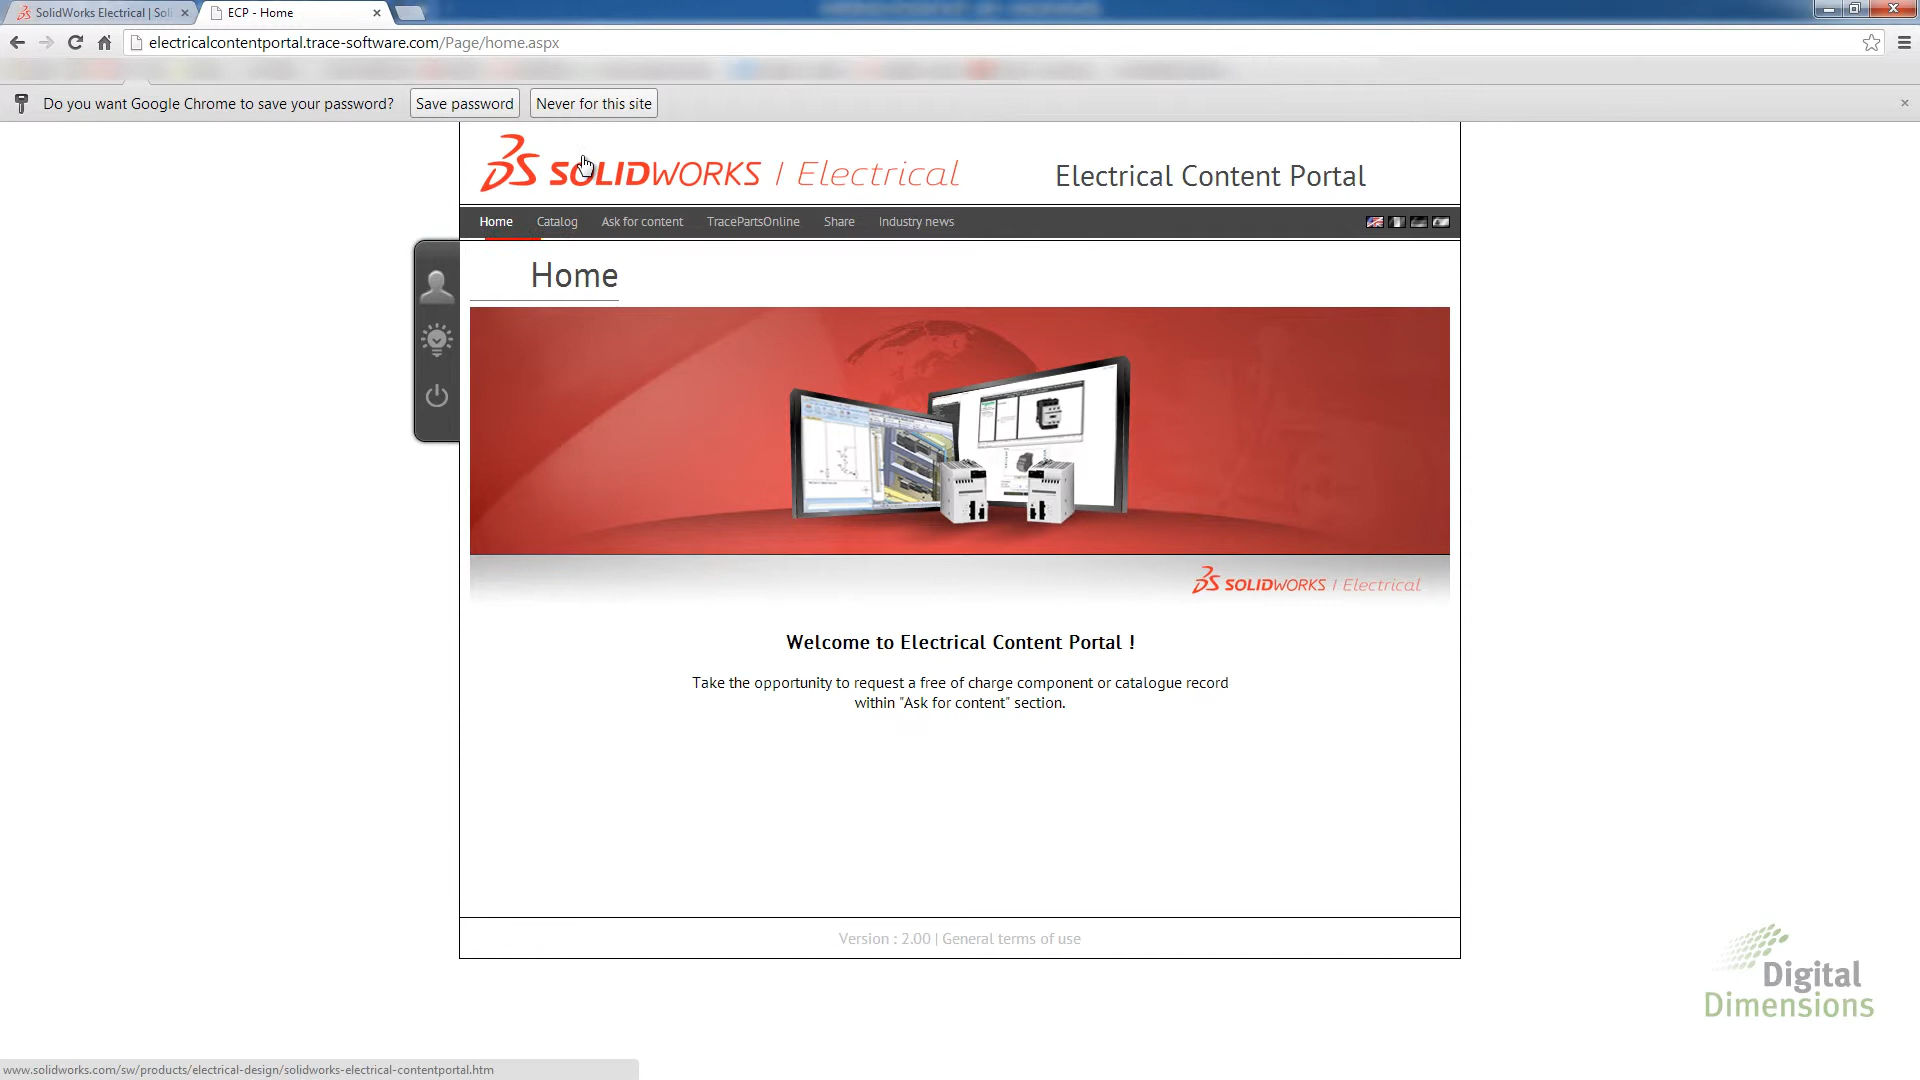 SolidWorks Electrical | Soli
ECP - Home
electricalcontentportal.trace-software.com/Page/home.aspx
Do you want Google Chrome to save your password?
Save password
Never for this site
SOLIDWORKS | Electrical
Electrical Content Portal
Home
Catalog
Ask for content
TracePartsOnline
Share
Industry news
Home
SOLIDWORKS | Electrical
Welcome to Electrical Content Portal !
Take the opportunity to request a free of charge component or catalogue record
within "Ask for content" section.
Version : 2.00 | General terms of use
Digital
Dimensions
www.solidworks.com/sw/products/electrical-design/solidworks-electrical-contentportal.htm